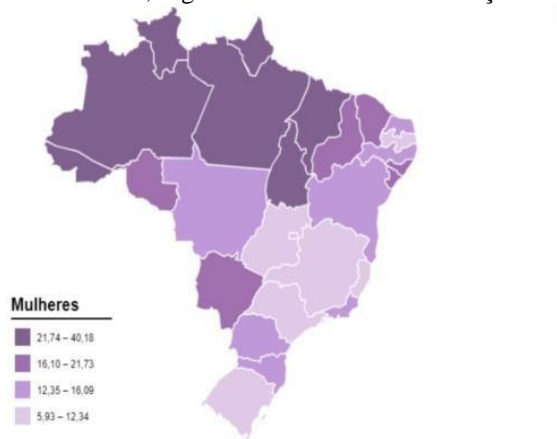 Mulheres
21,74 – 40,18
16,10 – 21,73
12,35 – 16,09
5,93 – 12,34